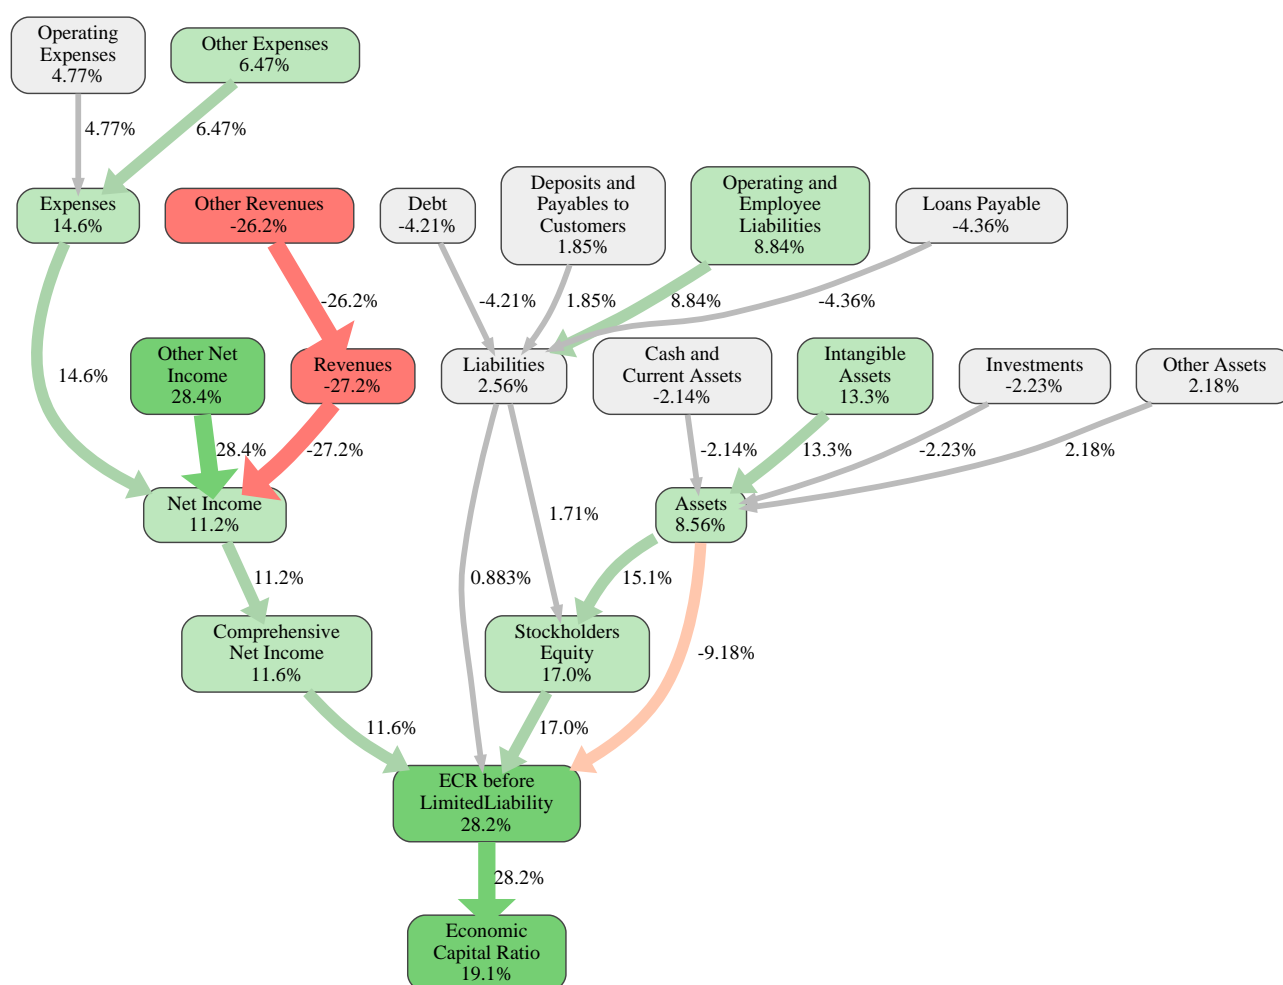 Operating
Expenses
4.77%
Other Expenses
6.47%
4.77%
6.47%
Expenses
14.6%
Other Revenues
-26.2%
Debt
-4.21%
Deposits and
Payables to
Customers
1.85%
Operating and
Employee
Liabilities
8.84%
Loans Payable
-4.36%
-26.2%
-4.21%
1.85%
8.84%
-4.36%
Other Net
Income
28.4%
Revenues
-27.2%
Liabilities
2.56%
Cash and
Current Assets
-2.14%
Intangible
Assets
13.3%
Investments
-2.23%
Other Assets
2.18%
14.6%
28.4%
-27.2%
-2.14%
13.3%
-2.23%
2.18%
Net Income
11.2%
1.71%
Assets
8.56%
11.2%
0.883%
15.1%
Comprehensive
Net Income
11.6%
Stockholders
Equity
17.0%
-9.18%
11.6%
17.0%
ECR before
LimitedLiability
28.2%
28.2%
Economic
Capital Ratio
19.1%